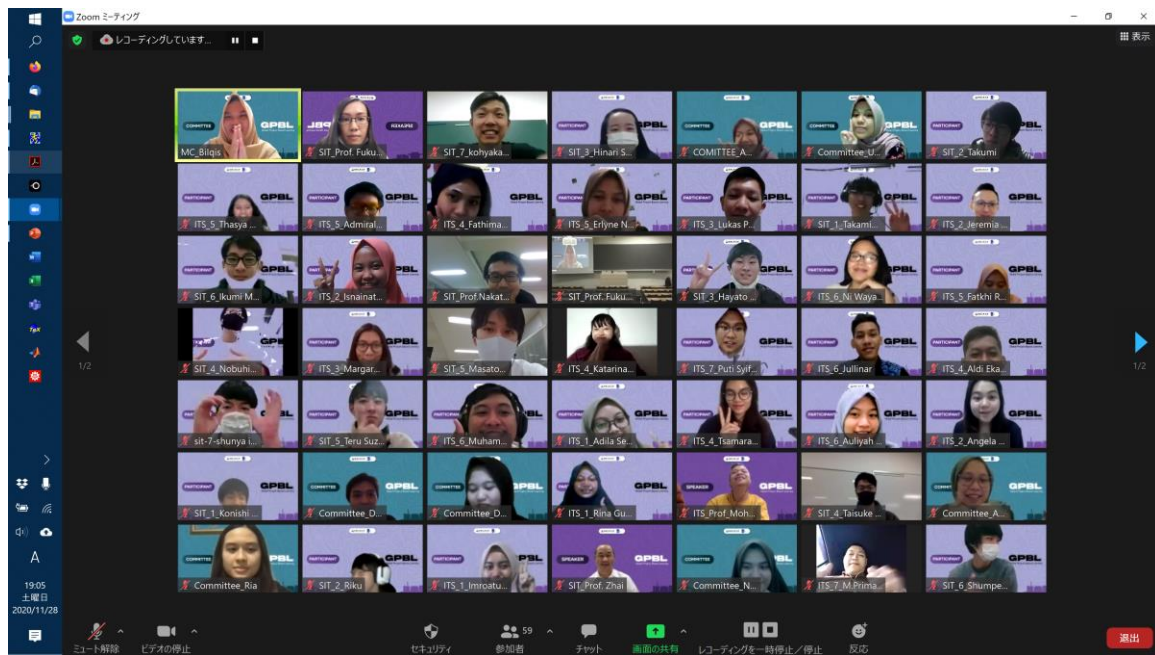 Zoom ミーティング
レコーディングしています...
表示
COMMITTEE
GPBL
MC_Bilqis
SIT_Prof. Fuku...
SIT_7_kohyaka...
SIT_3_Hinari S...
COMITTEE_A...
Committee_U...
SIT_2_Takumi
ITS_5_Thasya ...
ITS_5_Admiral...
ITS_4_Fathima...
ITS_5_Erlyne N...
ITS_3_Lukas P...
SIT_1_Takami...
ITS_2_Jeremia ...
SIT_6_Ikumi M...
ITS_2_Isnainat...
SIT_Prof.Nakat...
SIT_Prof. Fuku...
SIT_3_Hayato ...
ITS_6_Ni Waya...
ITS_5_Fatkhi R...
SIT_4_Nobuhi...
ITS_3_Margar...
SIT_5_Masato...
ITS_4_Katarina...
ITS_7_Puti Syif...
ITS_6_Jullinar
ITS_4_Aldi Eka...
1/2
1/2
sit-7-shunya i...
SIT_5_Teru Suz...
ITS_6_Muham...
ITS_1_Adila Se...
ITS_4_Tsamara...
ITS_6_Auliyah ...
ITS_2_Angela ...
SIT_1_Konishi ...
Committee_D...
Committee_D...
ITS_1_Rina Gu...
ITS_Prof_Moh...
SIT_4_Taisuke ...
Committee_A...
Committee_Ria
SIT_2_Riku
ITS_1_Imroatu...
SIT_Prof. Zhai
Committee_N...
ITS_7_M.Prima...
SIT_6_Shumpe...
A
19:05
土曜日
2020/11/28
ミュート解除
ビデオの停止
セキュリティ
59
参加者
チャット
画面の共有
レコーディングを一時停止/停止
反応
退出